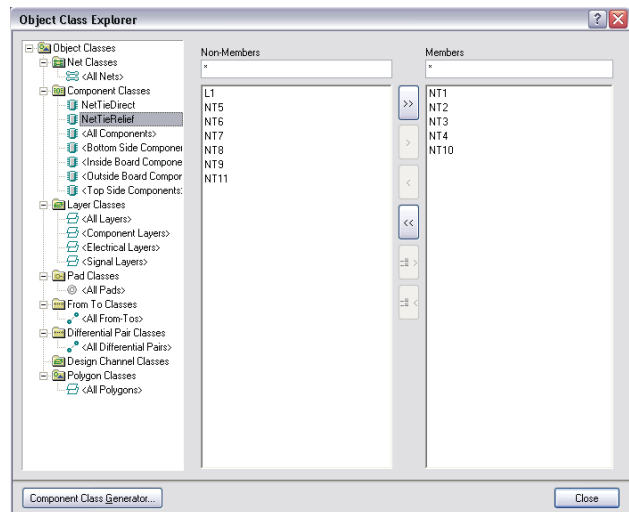 Object Class Explorer
Object Classes
Net Classes
<All Nets>
Component Classes
NetTieDirect
NetTieRelief
<All Components>
<Bottom Side Componen
<Inside Board Compone
<Outside Board Compor
<Top Side Components:
Layer Classes
<All Layers>
<Component Layers>
<Electrical Layers>
<Signal Layers>
Pad Classes
<All Pads>
From To Classes
<All From-Tos>
Differential Pair Classes
<All Differential Pairs>
Design Channel Classes
Polygon Classes
<All Polygons>
Non-Members
*
L1
NT5
NT6
NT7
NT8
NT9
NT11
>>
>
<
<<
>
<
Members
*
NT1
NT2
NT3
NT4
NT10
Component Class Generator...
Close